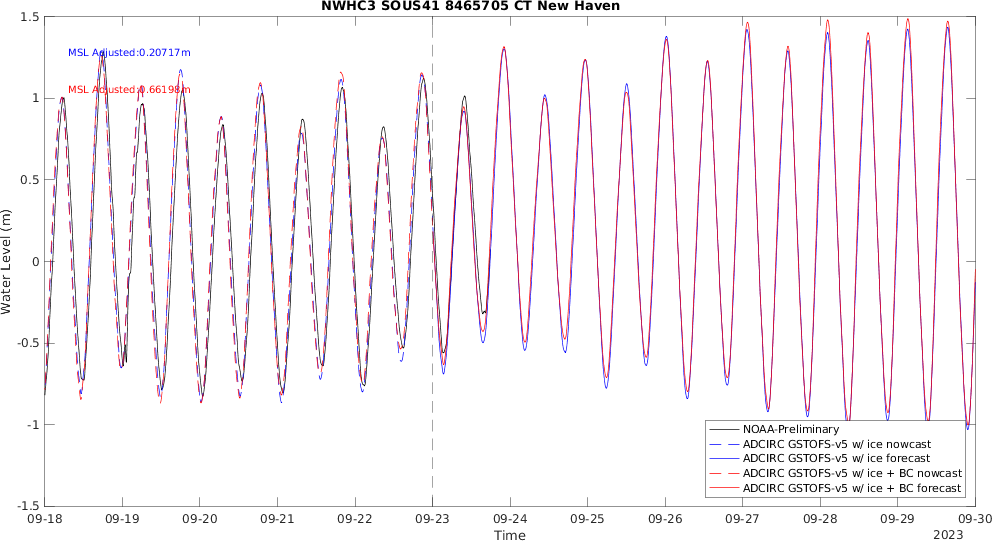 NWHC3 SOUS41 8465705 CT New Haven
MSL Adjusted:0.20717m
MSL Adjusted:0.66198m
Water Level (m)
1.5
1
0.5
0
-0.5
-1
-1.5
NOAA-Preliminary
ADCIRC GSTOFS-v5 w/ ice nowcast
ADCIRC GSTOFS-v5 w/ ice forecast
ADCIRC GSTOFS-v5 w/ ice + BC nowcast
ADCIRC GSTOFS-v5 w/ ice + BC forecast
09-18 09-19 09-20 09-21 09-22 09-23 09-24 09-25 09-26 09-27 09-28 09-29 09-30
Time
2023